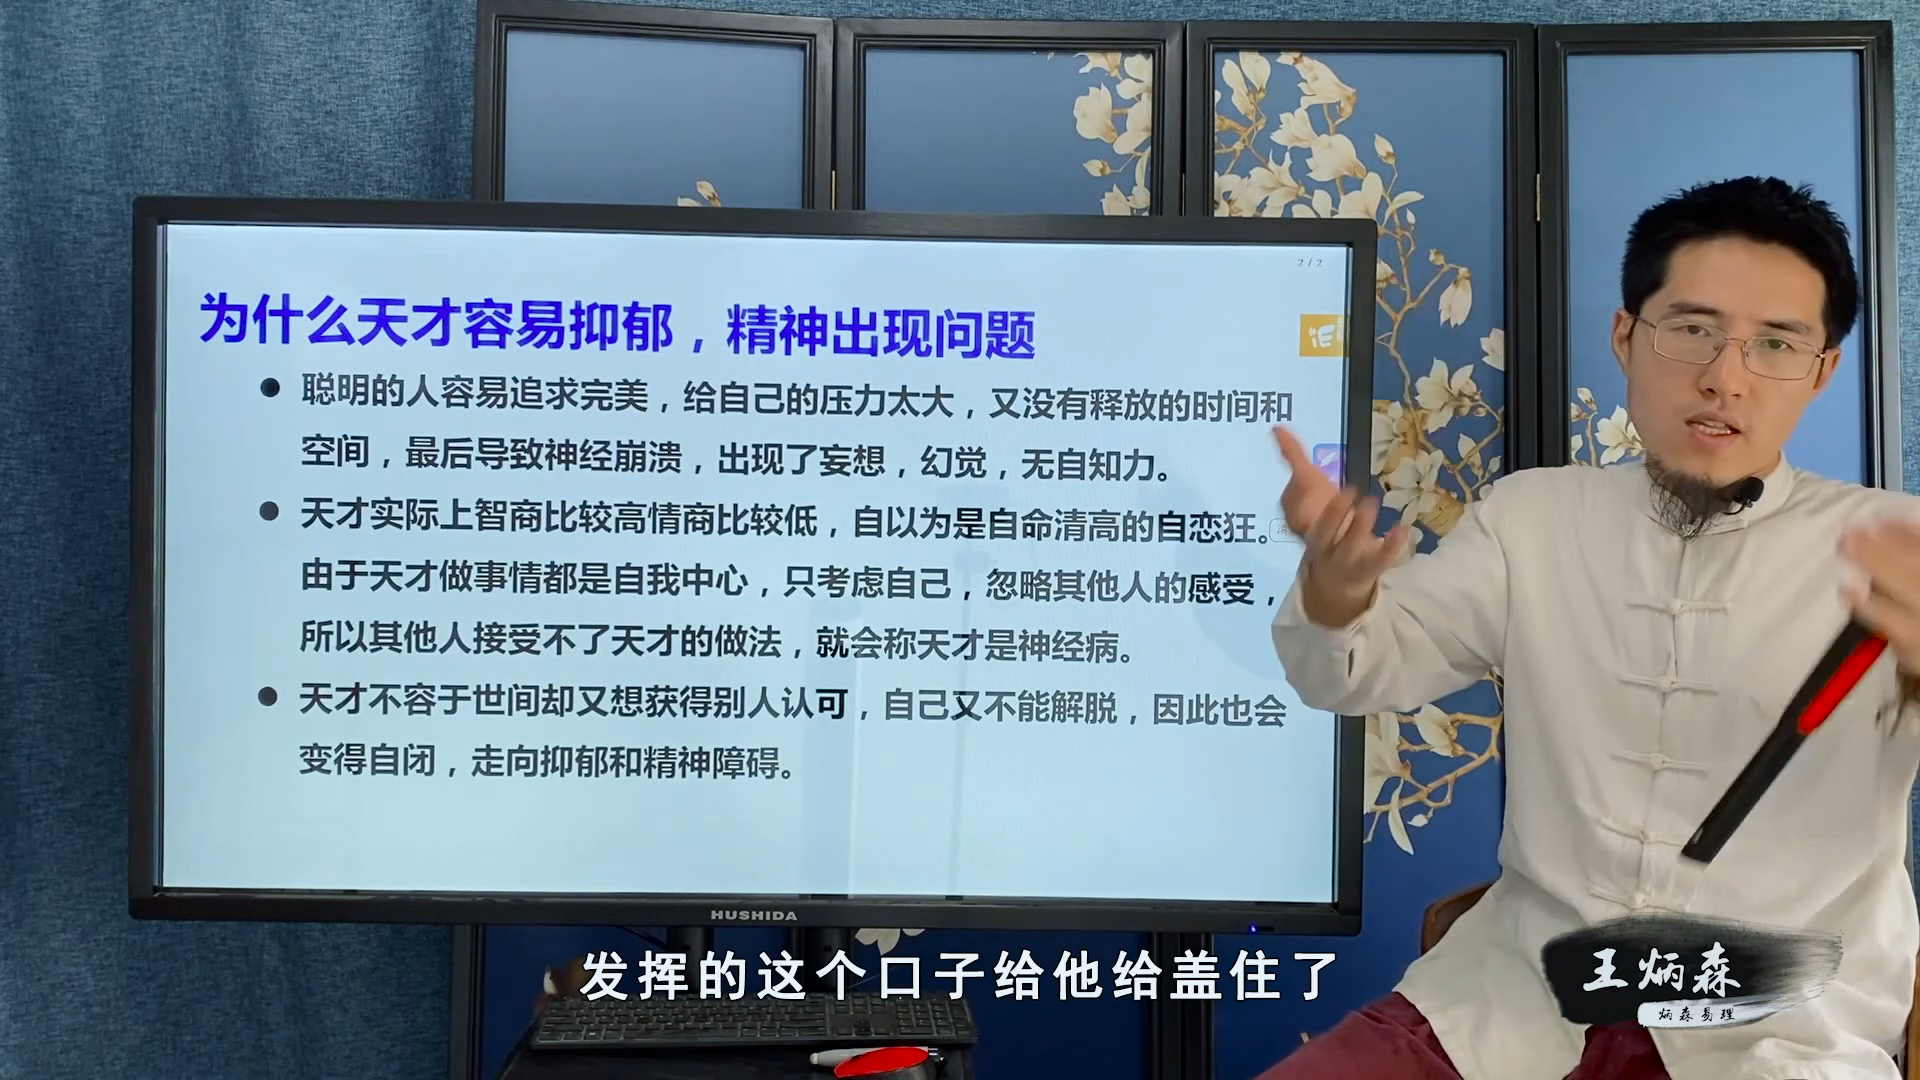 2/2
为什么天才容易抑郁，精神出现问题
iE
● 聪明的人容易追求完美，给自己的压力太大，又没有释放的时间和
空间，最后导致神经崩溃，出现了妄想，幻觉，无自知力。
● 天才实际上智商比较高情商比较低，自以为是自命清高的自恋狂。
由于天才做事情都是自我中心，只考虑自己，忽略其他人的感受，
所以其他人接受不了天才的做法，就会称天才是神经病。
● 天才不容于世间却又想获得别人认可，自己又不能解脱，因此也会
变得自闭，走向抑郁和精神障碍。
HUSHIDA
发挥的这个口子给他给盖住了
王炳森
炳森易理